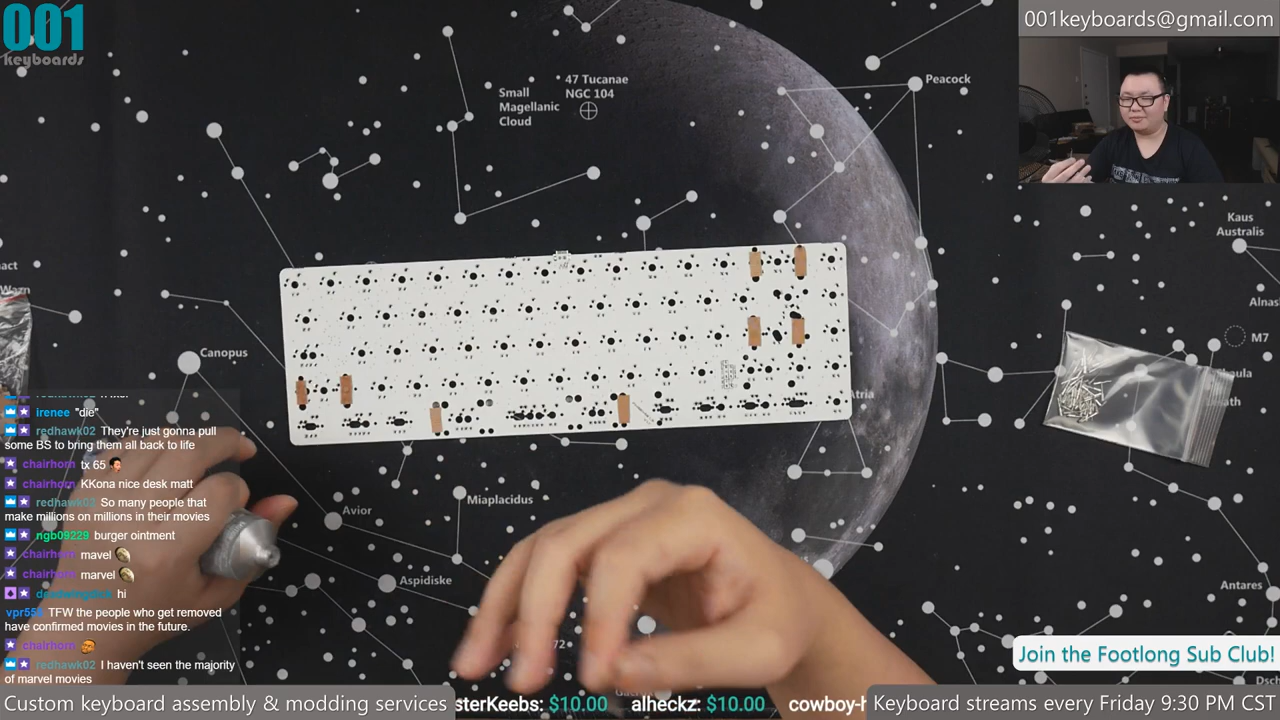 001
keyboards
001keyboards@gmail.com
47 Tucanae
NGC 104
Small
Magellanic
Cloud
Peacock
Kaus
Australis
Wazn
Canopus
M7
Atria
Avior
Miaplacidus
Aspidiske
Antares
irenee "die"
redhawk02 They're just gonna pull
some BS to bring them all back to life
chairhorn tx 65
chairhorn KKona nice desk matt
redhawk02 So many people that
make millions on millions in their movies
ngb09229 burger ointment
chairhorn mavel
chairhorn marvel
hi
TFW the people who get removed
have confirmed movies in the future.
chairhorn
redhawk02 I haven't seen the majority
of marvel movies
Join the Footlong Sub Club!
Custom keyboard assembly & modding services
sterKeebs: $10.00 alheckz: $10.00 cowboy-h
Keyboard streams every Friday 9:30 PM CST